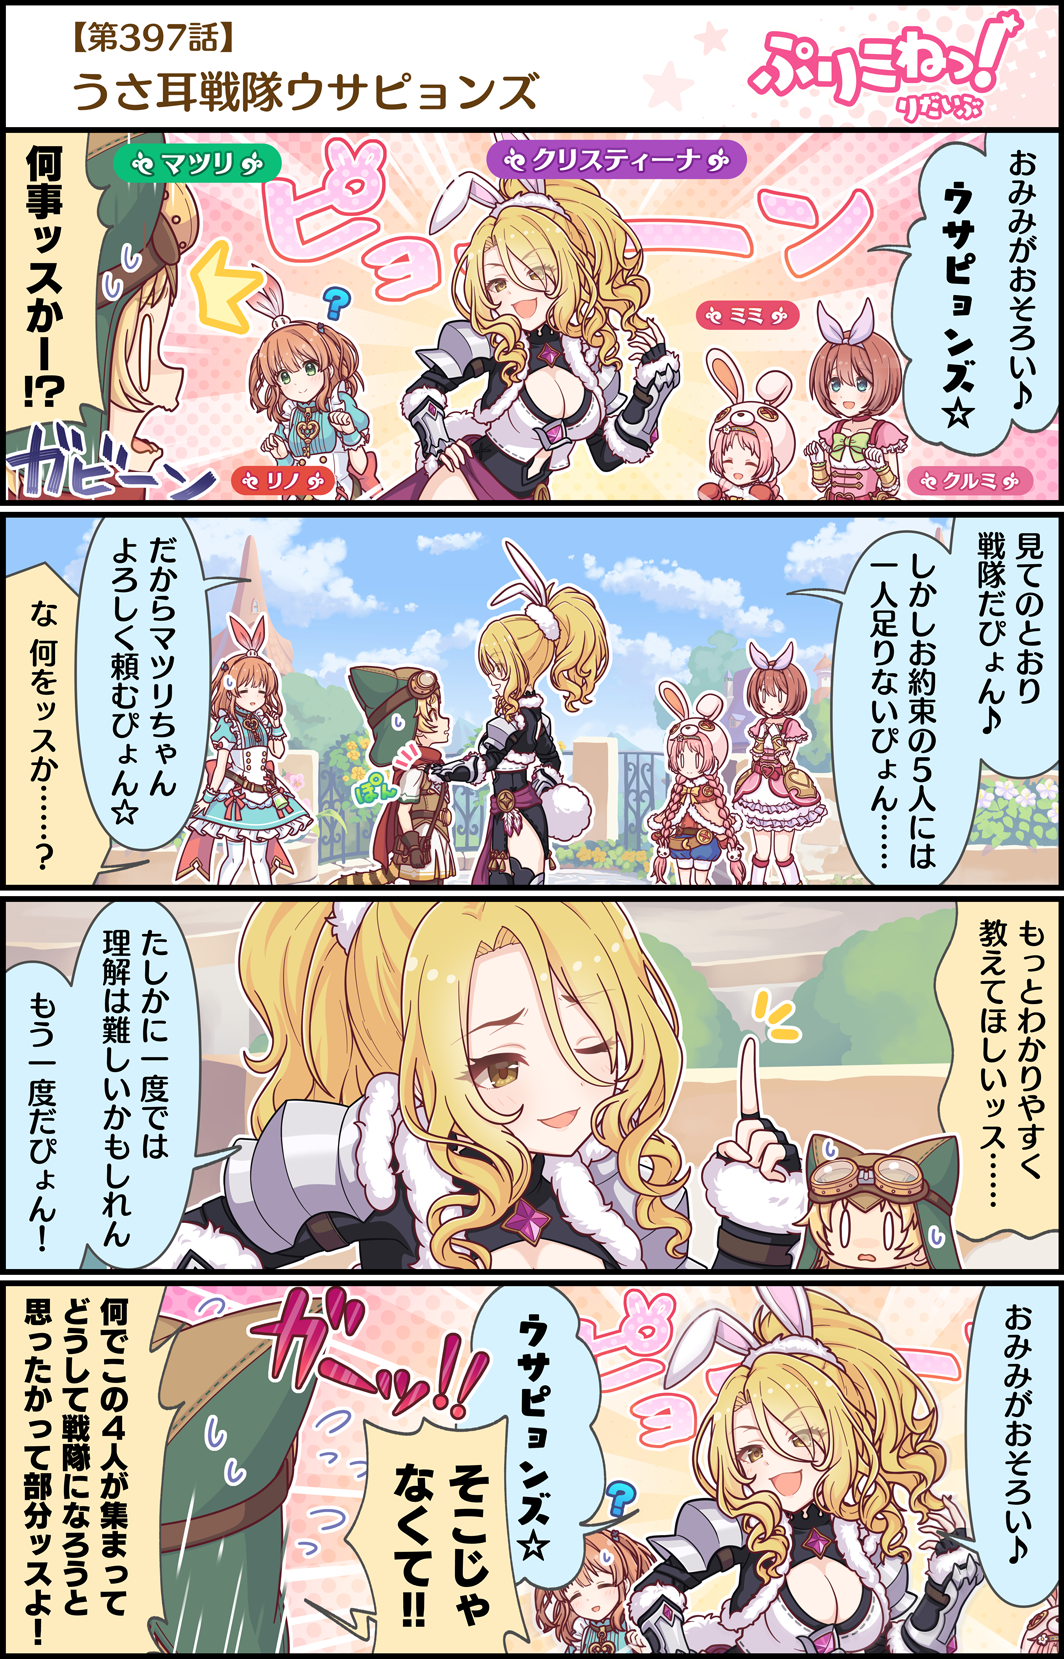 【第397話】
うさ耳戦隊ウサピョンズ
ぷりこねっ!
りだいぶ
おみみがおそろい♪
ウサピョンズ☆
ピョーーン
クリスティーナ
マツリ
ミミ
クルミ
リノ
?
何事ッスかー!?
ガビーン
見てのとおり
戦隊だぴょん♪
しかしお約束の5人には
一人足りないぴょん……
ぽん
だからマツリちゃん
よろしく頼むぴょん☆
な 何をッスか……?
もっとわかりやすく
教えてほしいッス……
たしかに一度では
理解は難しいかもしれん
もう一度だぴょん!
おみみがおそろい♪
ウサピョンズ☆
ピョーー
?
ガーッ!!
そこじゃ
なくて!!
何でこの4人が集まって
どうして戦隊になろうと
思ったかって部分ッスよ!